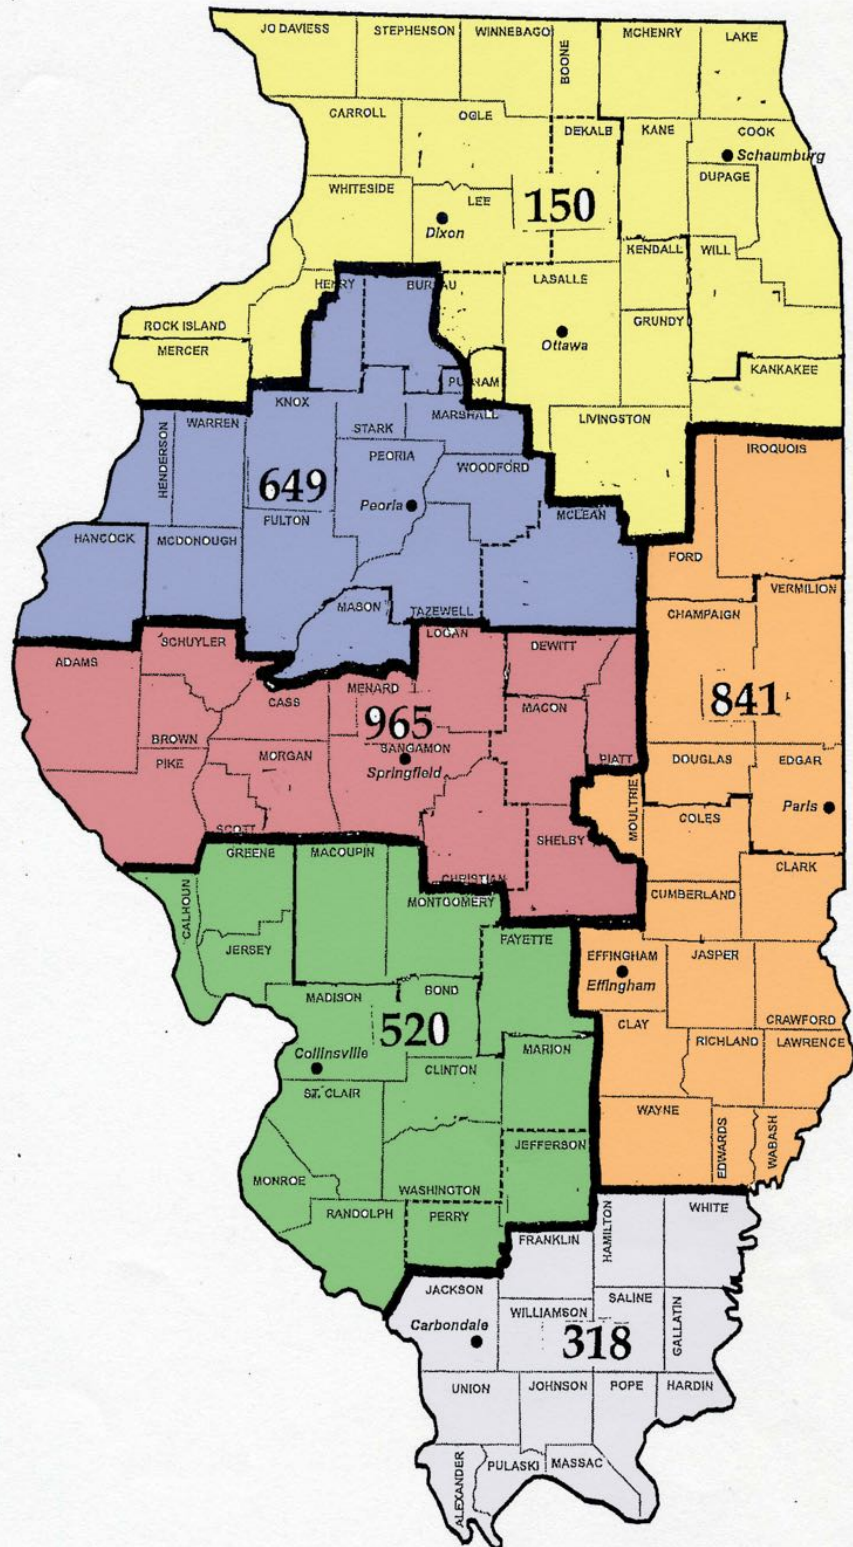 JO DAVIESS
STEPHENSON
WINNEBAGO
BOONE
MCHENRY
LAKE
CARROLL
OGLE
DEKALB
KANE
COOK
Schaumburg
DUPAGE
WHITESIDE
LEE
150
Dixon
KENDALL
WILL
HENRY
BUREAU
LASALLE
ROCK ISLAND
GRUNDY
Ottawa
MERCER
KANKAKEE
PUTNAM
KNOX
MARSHALL
WARREN
STARK
LIVINGSTON
HENDERSON
PEORIA
IROQUOIS
WOODFORD
649
Peoria
FULTON
MCLEAN
HANCOCK
MCDONOUGH
FORD
VERMILION
MASON
TAZEWELL
CHAMPAIGN
LOGAN
SCHUYLER
DEWITT
ADAMS
MENARD
841
CASS
965
MACON
BROWN
SANGAMON
PIKE
MORGAN
Springfield
PIATT
DOUGLAS
EDGAR
MOULTRIE
Paris
COLES
SCOTT
SHELBY
GREENE
MACOUPIN
CLARK
CHRISTIAN
CALHOUN
MONTGOMERY
CUMBERLAND
FAYETTE
JERSEY
EFFINGHAM
JASPER
Effingham
MADISON
BOND
520
CLAY
CRAWFORD
RICHLAND
LAWRENCE
Collinsville
MARION
CLINTON
ST. CLAIR
WAYNE
EDWARDS
WABASH
JEFFERSON
MONROE
WASHINGTON
RANDOLPH
PERRY
WHITE
HAMILTON
FRANKLIN
JACKSON
SALINE
GALLATIN
WILLIAMSON
Carbondale
318
UNION
JOHNSON
POPE
HARDIN
ALEXANDER
PULASKI
MASSAC